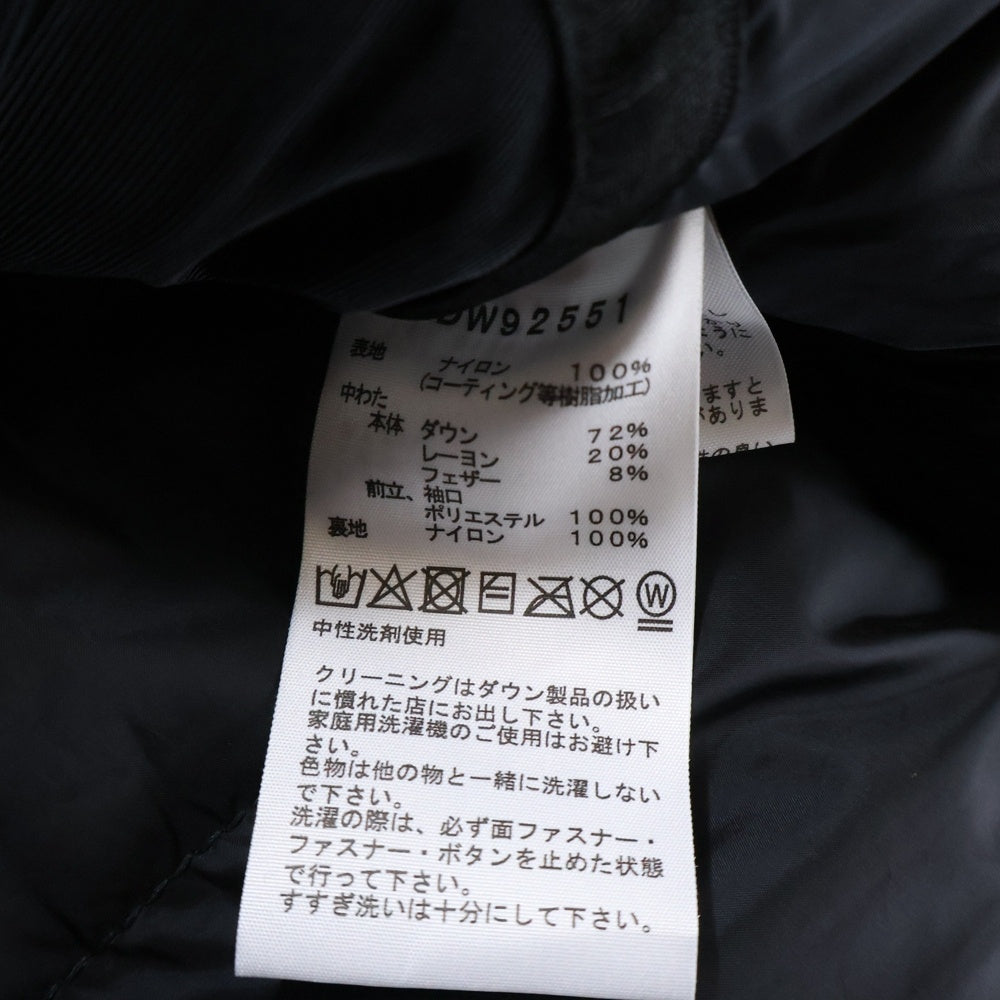 DW92551
表地 ナイロン 100%
(コーティング等樹脂加工)
中わた
本体 ダウン 72%
レーヨン 20%
フェザー 8%
前立、袖口
ポリエステル 100%
裏地 ナイロン 100%
W
中性洗剤使用
クリーニングはダウン製品の扱い
に慣れた店にお出し下さい。
家庭用洗濯機のご使用はお避け下
さい。
色物は他の物と一緒に洗濯しない
で下さい。
洗濯の際は、必ず面ファスナー・
ファスナー・ボタンを止めた状態
で行って下さい。
すすぎ洗いは十分にして下さい。
ように
い。
ますと
がありま